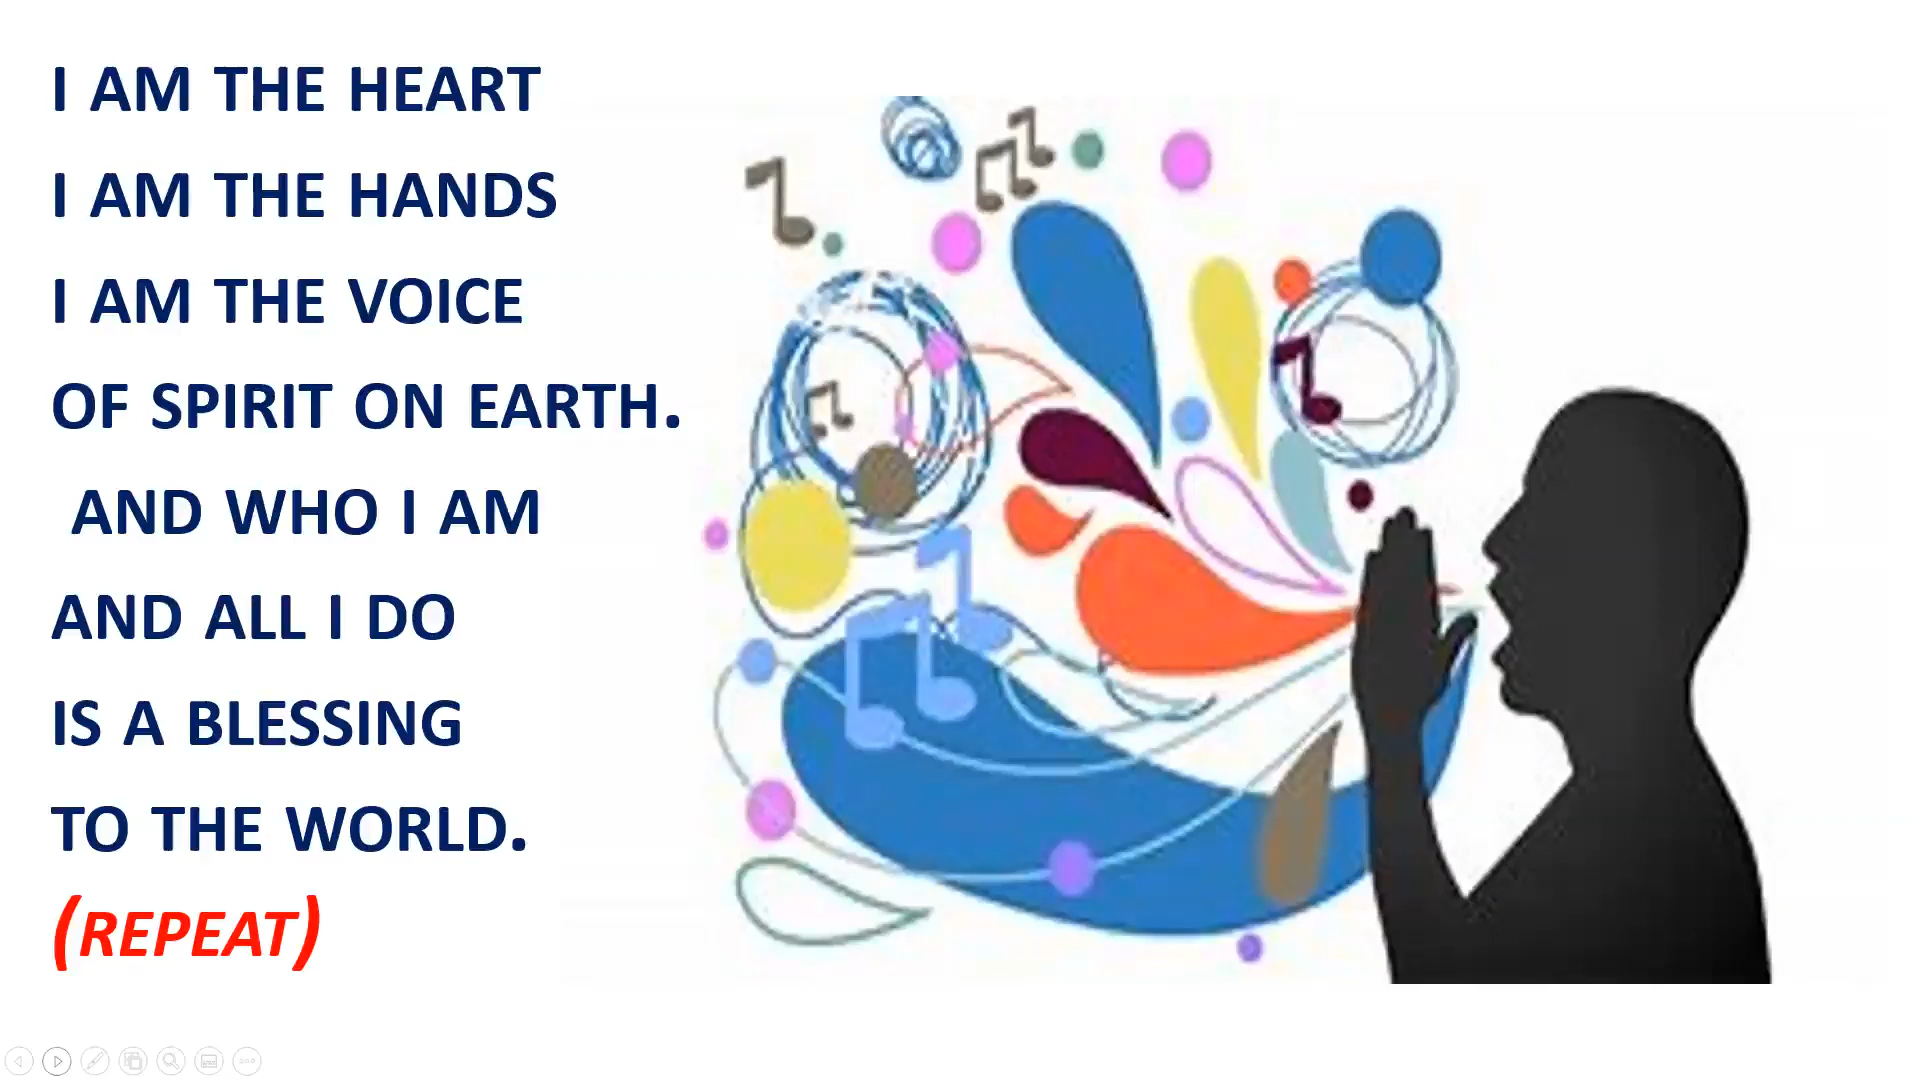 I AM THE HEART
I AM THE HANDS
I AM THE VOICE
OF SPIRIT ON EARTH.
AND WHO I AM
AND ALL I DO
IS A BLESSING
TO THE WORLD.
(REPEAT)